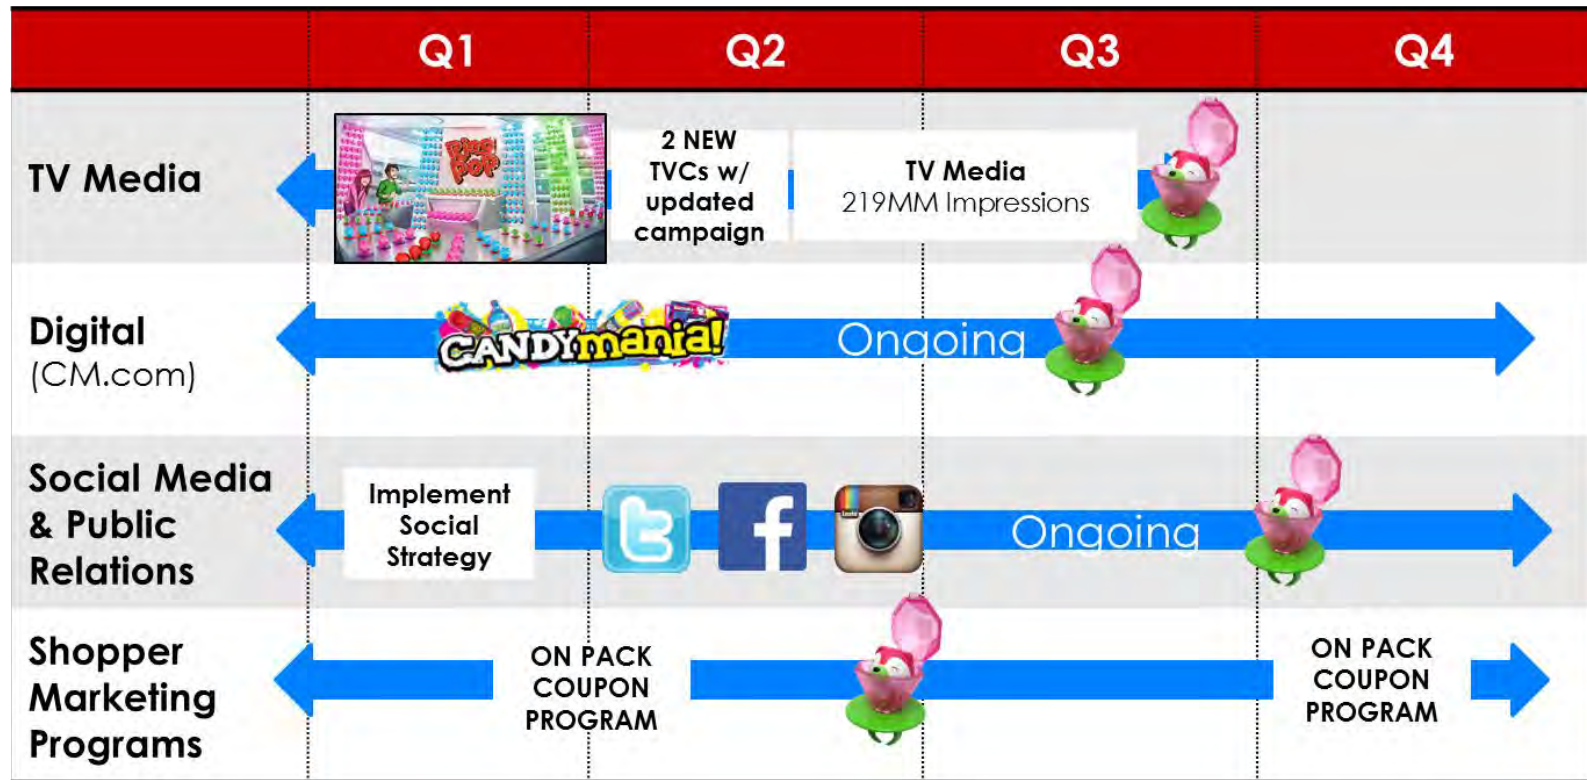 Q1
Q2
Q3
Q4
TV Media
Ring
Pop
2 NEW
TVCs w/
updated
campaign
TV Media
219MM Impressions
Digital
(CM.com)
CANDYmania!
Ongoing
Social Media
& Public
Relations
Implement
Social
Strategy
Ongoing
Shopper
Marketing
Programs
ON PACK
COUPON
PROGRAM
ON PACK
COUPON
PROGRAM